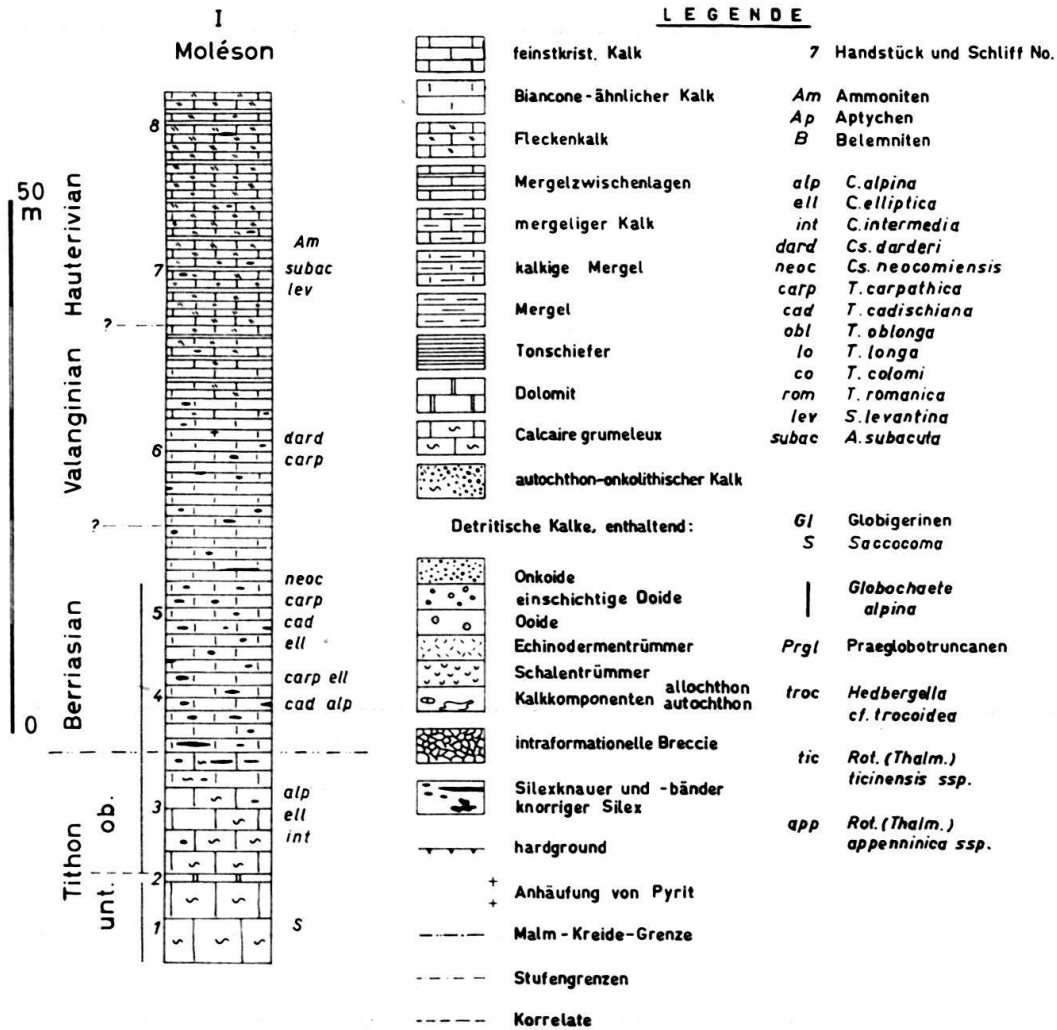 I
Moléson
50
m
0
Hauterivian
Valanginian
Berriasian
Tithon
ob.
unt.
?
?
8
7
6
5
4
3
2
1
Am
subac
lev
dard
carp
neoc
carp
cad
ell
carp ell
cad alp
alp
ell
int
S
LEGENDE
feinstkrist. Kalk
Biancone-ähnlicher Kalk
Fleckenkalk
Mergelzwischenlagen
mergeliger Kalk
kalkige Mergel
Mergel
Tonschiefer
Dolomit
Calcaire grumeleux
autochthon-onkolithischer Kalk
Detritische Kalke, enthaltend:
Onkoide
einschichtige Ooide
Ooide
Echinodermentrümmer
Schalentrümmer
Kalkkomponenten allochthon
autochthon
intraformationelle Breccie
Silexknauer und -bänder
knorriger Silex
hardground
+
+ Anhäufung von Pyrit
Malm-Kreide-Grenze
Stufengrenzen
Korrelate
7 Handstück und Schliff No.
Am Ammoniten
Ap Aptychen
B Belemniten
alp C. alpina
ell C. elliptica
int C. intermedia
dard Cs. darderi
neoc Cs. neocomiensis
carp T. carpathica
cad T. cadischiana
obl T. oblonga
lo T. longa
co T. colomi
rom T. romanica
lev S. levantina
subac A. subacuta
Gl Globigerinen
S Saccocoma
Globochaete
alpina
Prgl Praeglobotruncanen
troc Hedbergella
cf. trocoidea
tic Rot. (Thalm.)
ticinensis ssp.
app Rot. (Thalm.)
appenninica ssp.